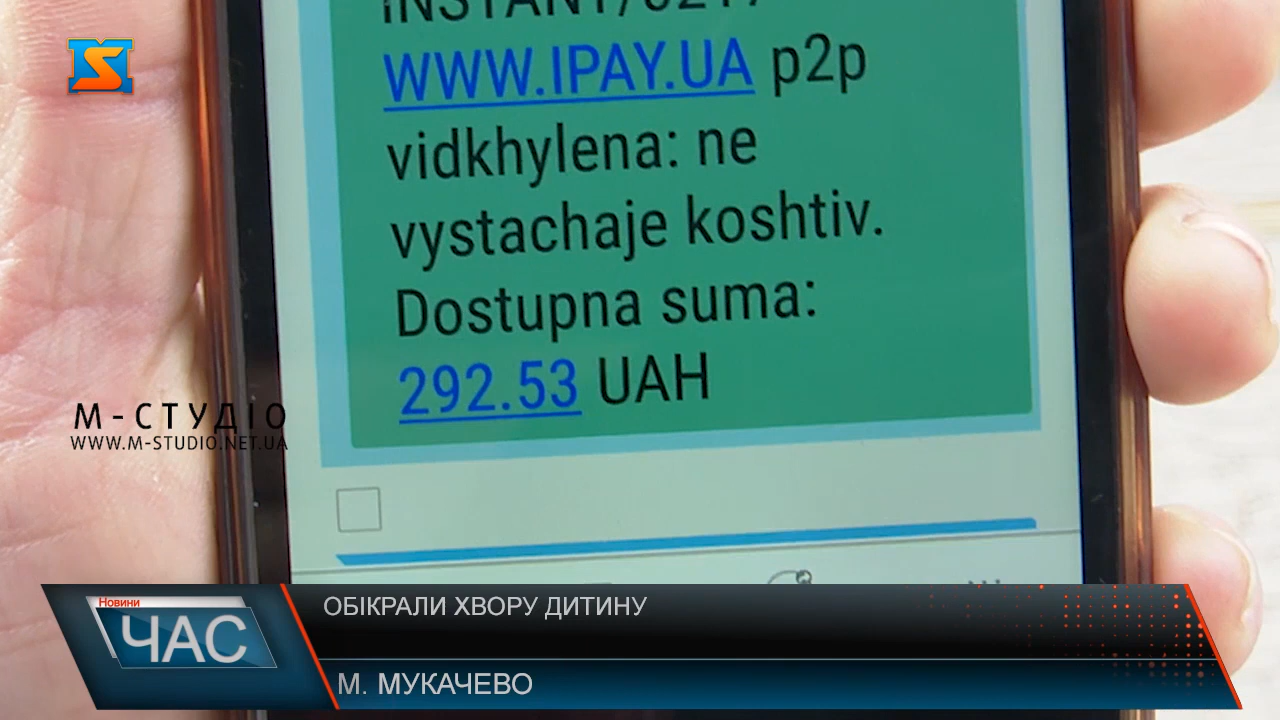 WWW.IPAY.UA p2p
vidkhylena: ne
vystachaje koshtiv.
Dostupna suma:
292.53 UAH
М-СТУДІО
WWW.M-STUDIO.NET.UA
Новини
ЧАС
ОБІКРАЛИ ХВОРУ ДИТИНУ
М. МУКАЧЕВО